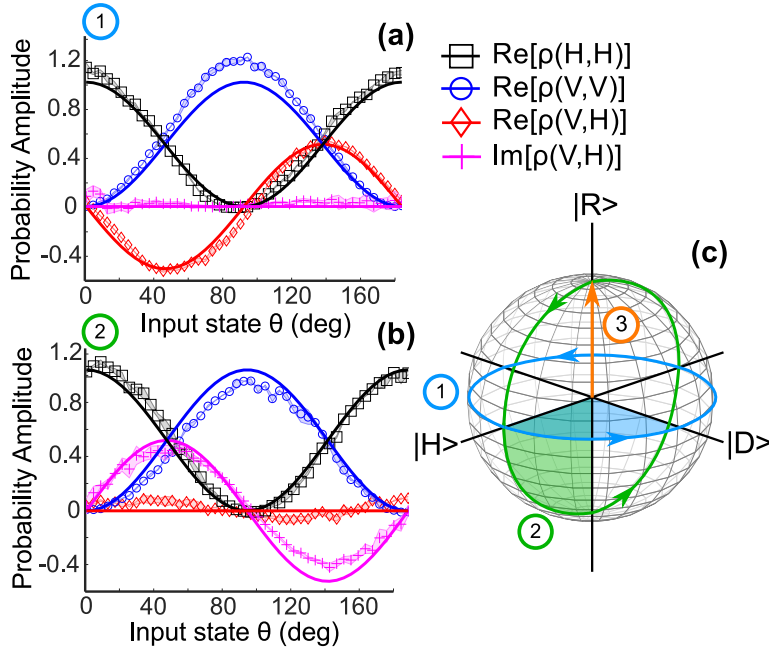 1
(a)
Probability Amplitude
1.2
0.8
0.4
0
-0.4
0 40 80 120 160
Input state θ (deg)
Re[ρ(H,H)]
Re[ρ(V,V)]
Re[ρ(V,H)]
Im[ρ(V,H)]
2
(b)
Probability Amplitude
1.2
0.8
0.4
0
-0.4
0 40 80 120 160
Input state θ (deg)
(c)
|R>
3
1
|H>
|D>
2